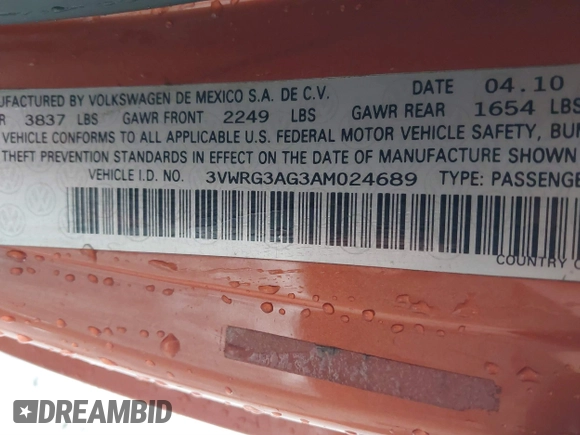 MANUFACTURED BY VOLKSWAGEN DE MEXICO S.A. DE C.V. DATE 04.10
3837 LBS GAWR FRONT 2249 LBS GAWR REAR 1654 LBS
VEHICLE CONFORMS TO ALL APPLICABLE U.S. FEDERAL MOTOR VEHICLE SAFETY, BU
THEFT PREVENTION STANDARDS IN EFFECT ON THE DATE OF MANUFACTURE SHOWN
VEHICLE I.D. NO. 3VWRG3AG3AM024689 TYPE: PASSENGE
COUNTRY O
DREAMBID